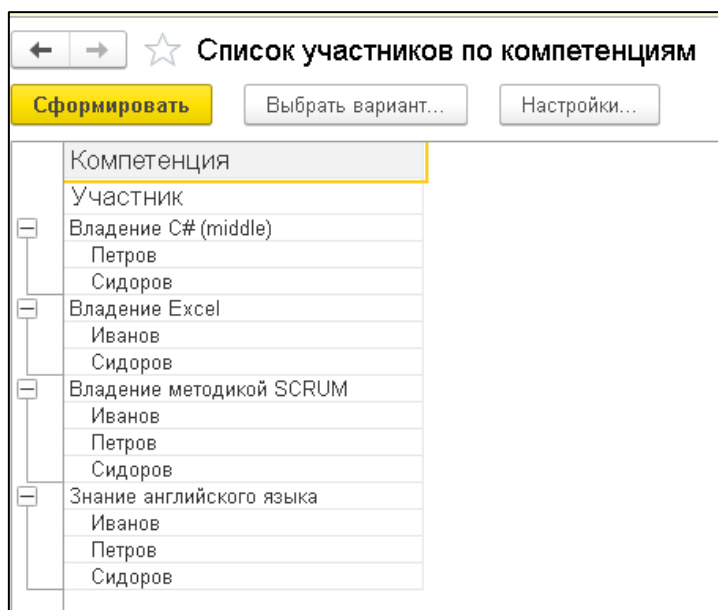 Список участников по компетенциям
Сформировать Выбрать вариант... Настройки...
Компетенция
Участник
Владение C# (middle)
Петров
Сидоров
Владение Excel
Иванов
Сидоров
Владение методикой SCRUM
Иванов
Петров
Сидоров
Знание английского языка
Иванов
Петров
Сидоров